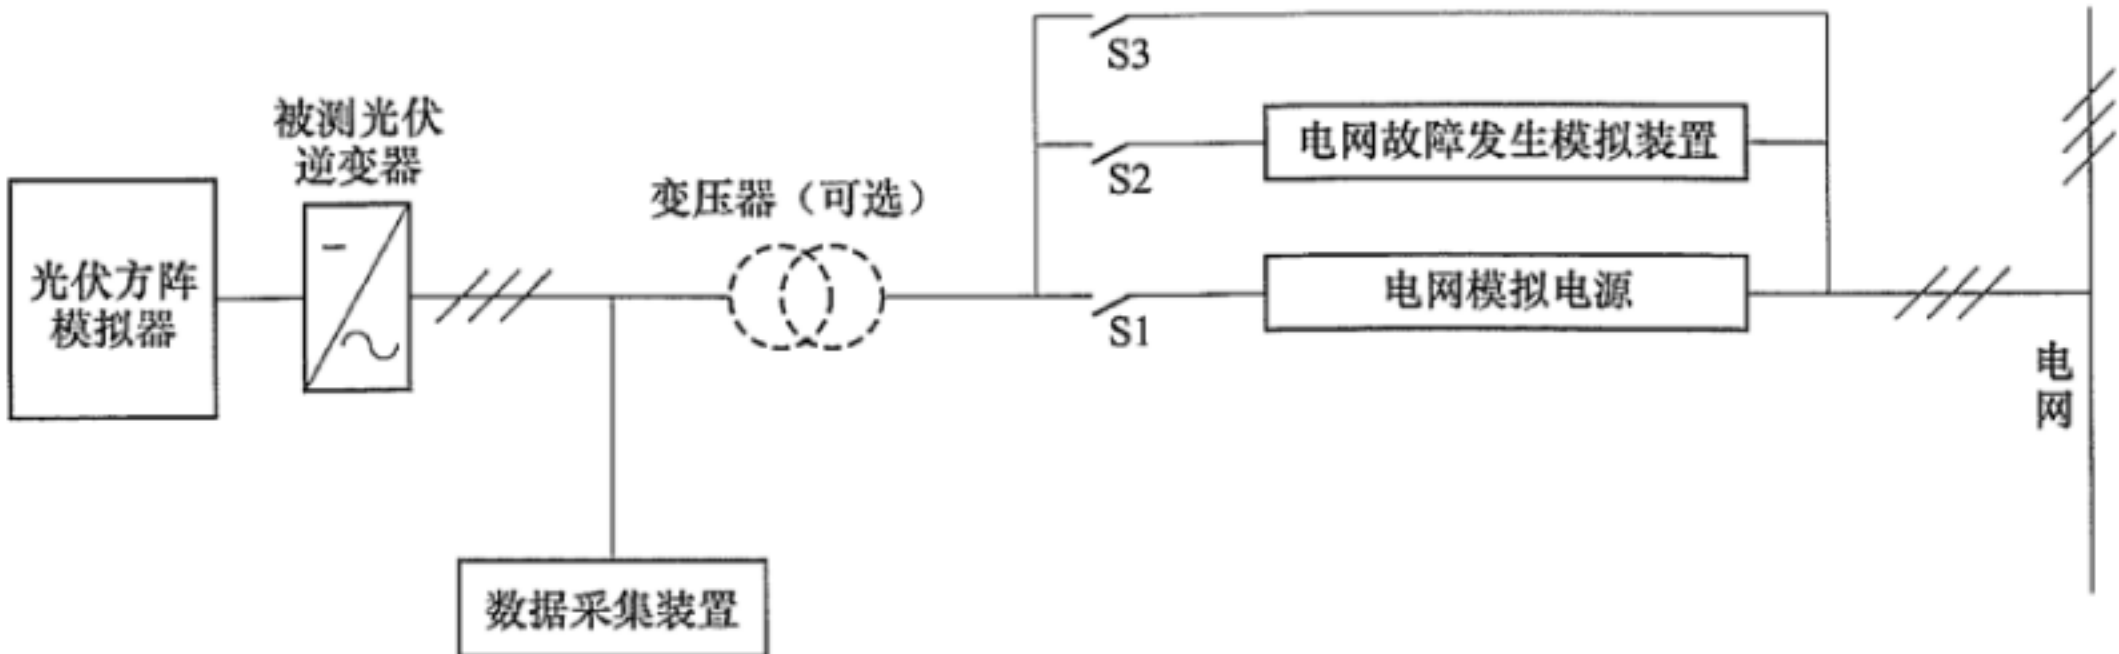 S3
被测光伏
逆变器
电网故障发生模拟装置
S2
变压器（可选）
光伏方阵
模拟器
电网模拟电源
S1
电
网
数据采集装置